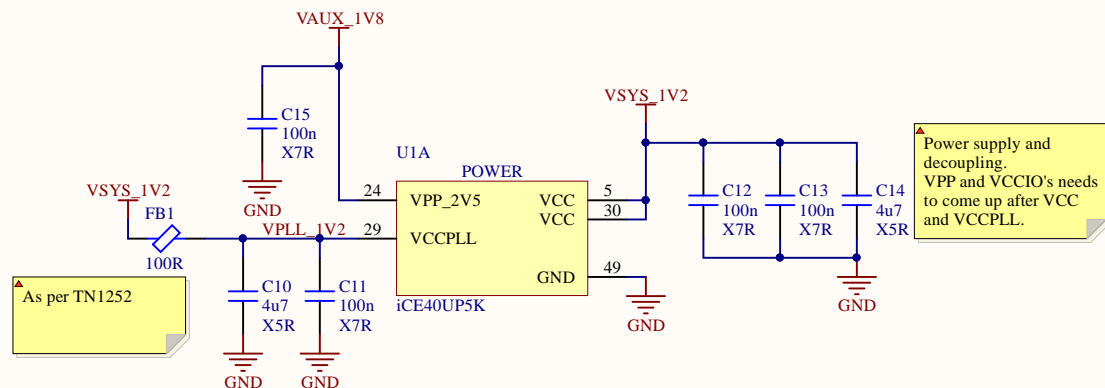 VAUX_1V8
C15
100n
X7R
GND
U1A
POWER
24
VPP_2V5
29
VCCPLL
VCC
5
VCC
30
GND
49
iCE40UP5K
VSYS_1V2
FB1
100R
VPLL_1V2
C10
4u7
X5R
GND
C11
100n
X7R
GND
As per TN1252
VSYS_1V2
C12
100n
X7R
C13
100n
X7R
C14
4u7
X5R
GND
GND
Power supply and
decoupling.
VPP and VCCIO's needs
to come up after VCC
and VCCPLL.